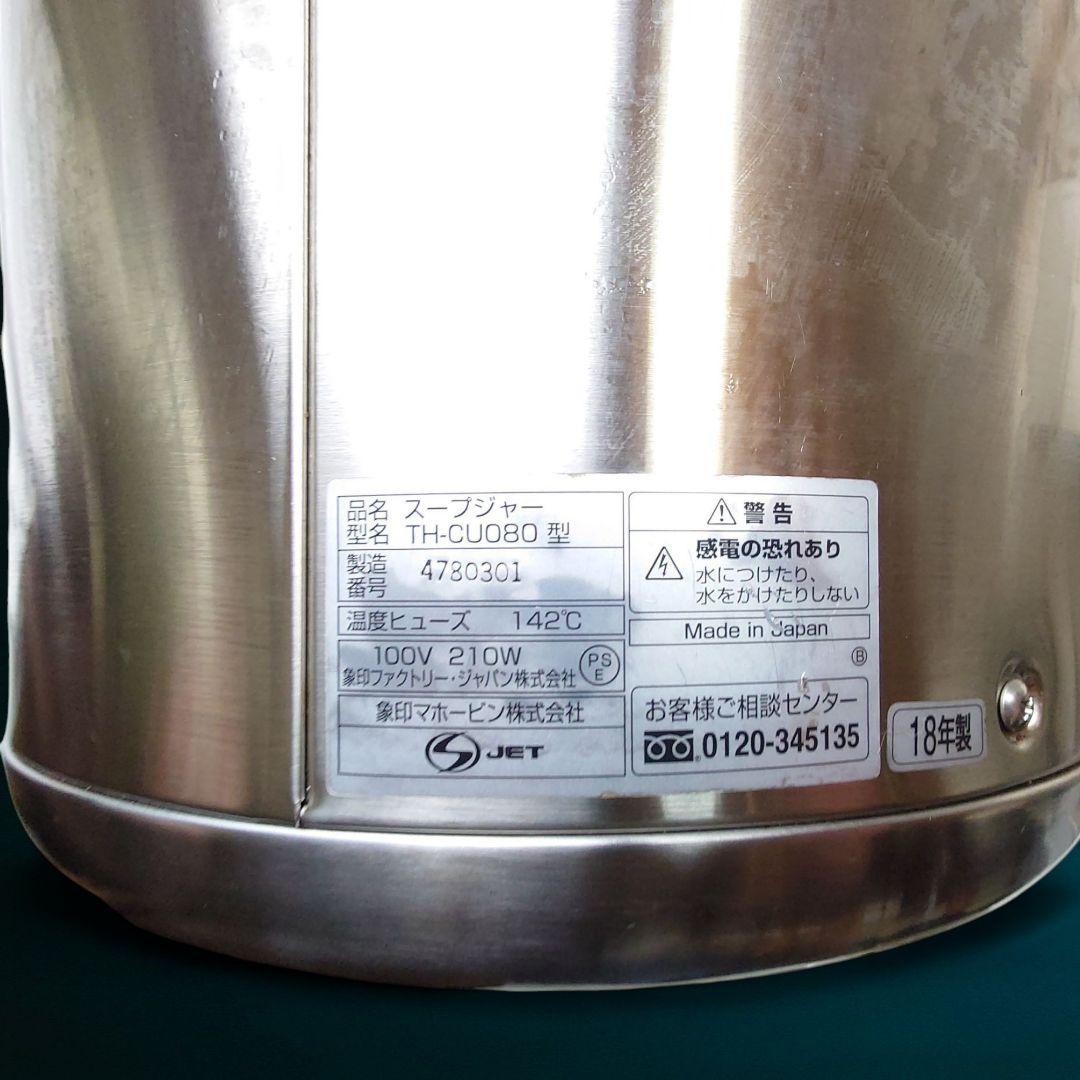 品名 スープジャー
型名 TH-CU080 型
製造番号 4780301
温度ヒューズ 142℃
100V 210W
象印ファクトリー・ジャパン株式会社
PS
E
象印マホービン株式会社
S JET
⚠ 警告
感電の恐れあり
水につけたり、
水をかけたりしない
Made in Japan
Ⓑ
お客様ご相談センター
0120-345135
18年製